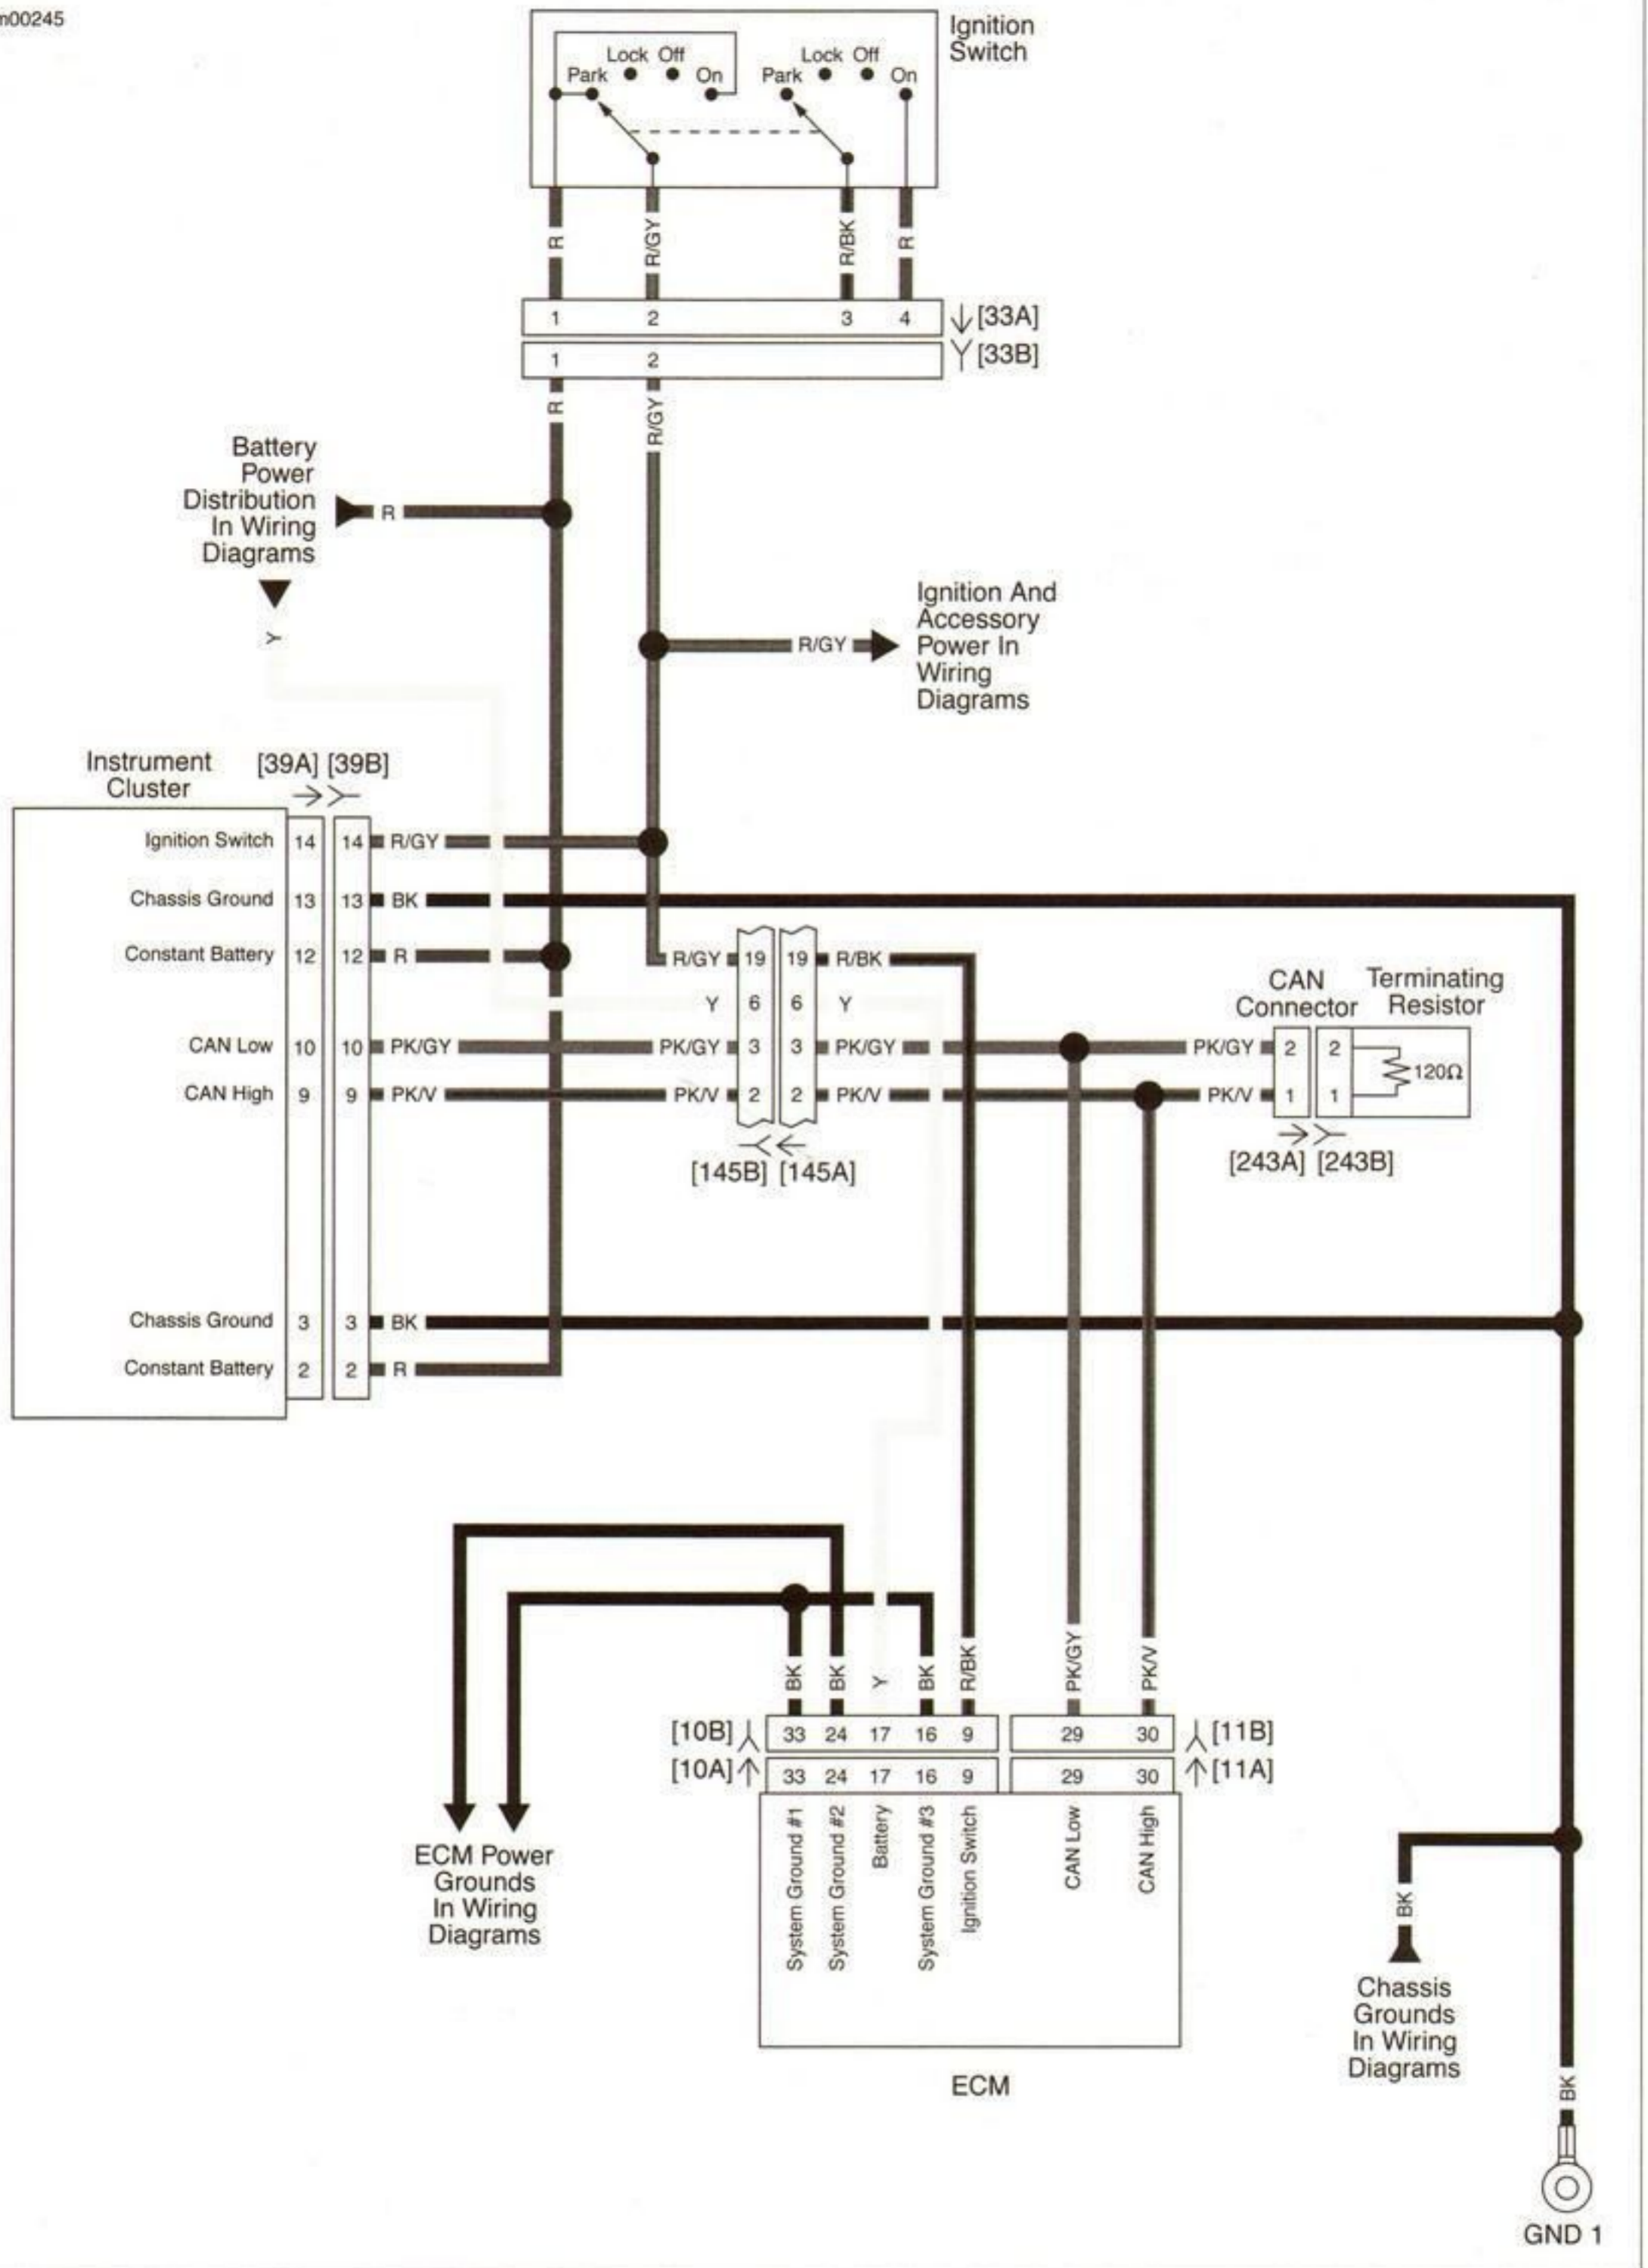 m00245
Ignition
Switch
Lock Off
Lock Off
Park
On
Park
On
R
R/GY
R/BK
R
1 2 3 4
[33A]
1 2
[33B]
R
R/GY
Battery
Power
Distribution
In Wiring
Diagrams
R
Y
Ignition And
Accessory
Power In
Wiring
Diagrams
R/GY
Instrument
Cluster
[39A] [39B]
Ignition Switch 14 14 R/GY
Chassis Ground 13 13 BK
Constant Battery 12 12 R
R/GY 19 19 R/BK
Y 6 6 Y
CAN Low 10 10 PK/GY
PK/GY 3 3 PK/GY
CAN High 9 9 PK/V
PK/V 2 2 PK/V
[145B] [145A]
CAN
Connector
Terminating
Resistor
PK/GY 2 2
120Ω
PK/V 1 1
[243A] [243B]
Chassis Ground 3 3 BK
Constant Battery 2 2 R
BK
BK
Y
BK
R/BK
PK/GY
PK/V
[10B] 33 24 17 16 9 29 30 [11B]
[10A] 33 24 17 16 9 29 30 [11A]
System Ground #1
System Ground #2
Battery
System Ground #3
Ignition Switch
CAN Low
CAN High
ECM
ECM Power
Grounds
In Wiring
Diagrams
BK
Chassis
Grounds
In Wiring
Diagrams
BK
GND 1